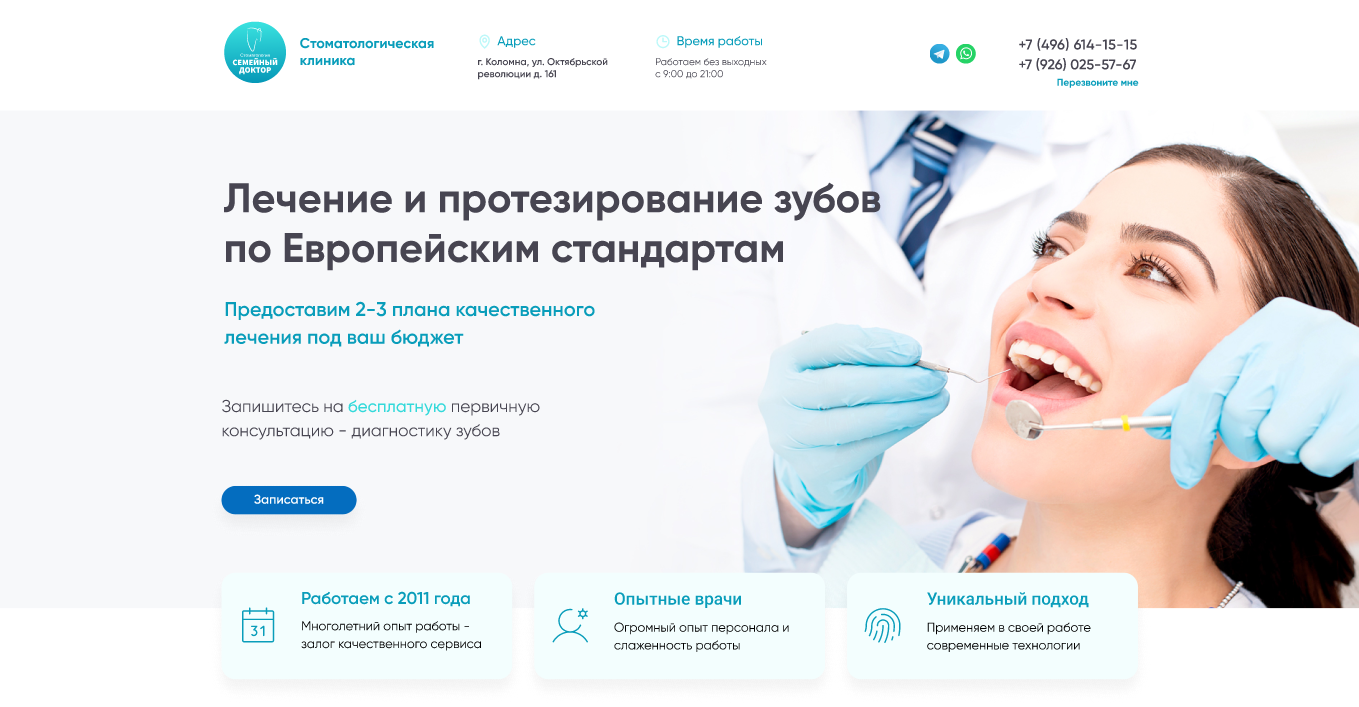 Стоматология
СЕМЕЙНЫЙ
ДОКТОР
Стоматологическая
клиника
Адрес
г. Коломна, ул. Октябрьской
революции д. 161
Время работы
Работаем без выходных
с 9:00 до 21:00
+7 (496) 614-15-15
+7 (926) 025-57-67
Перезвоните мне
Лечение и протезирование зубов
по Европейским стандартам
Предоставим 2-3 плана качественного
лечения под ваш бюджет
Запишитесь на бесплатную первичную
консультацию - диагностику зубов
Записаться
31
Работаем с 2011 года
Многолетний опыт работы -
залог качественного сервиса
Опытные врачи
Огромный опыт персонала и
слаженность работы
Уникальный подход
Применяем в своей работе
современные технологии